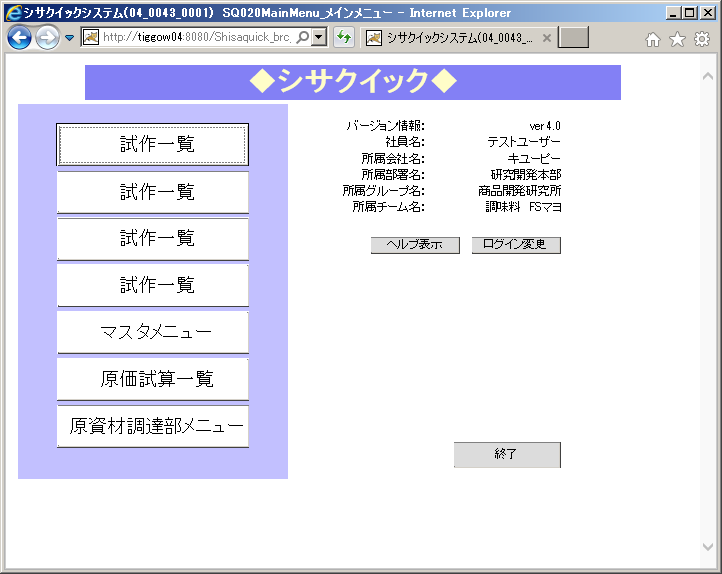 シサクイックシステム(04_0043_0001) SQ020MainMenu_メインメニュー - Internet Explorer
http://tiggow04:8080/Shisaquick_brc_
シサクイックシステム(04_0043_...
◆シサクイック◆
試作一覧
試作一覧
試作一覧
試作一覧
マスタメニュー
原価試算一覧
原資材調達部メニュー
バージョン情報: ver4.0
社員名: テストユーザー
所属会社名: キユーピー
所属部署名: 研究開発本部
所属グループ名: 商品開発研究所
所属チーム名: 調味料 FSマヨ
ヘルプ表示 ログイン変更
終了